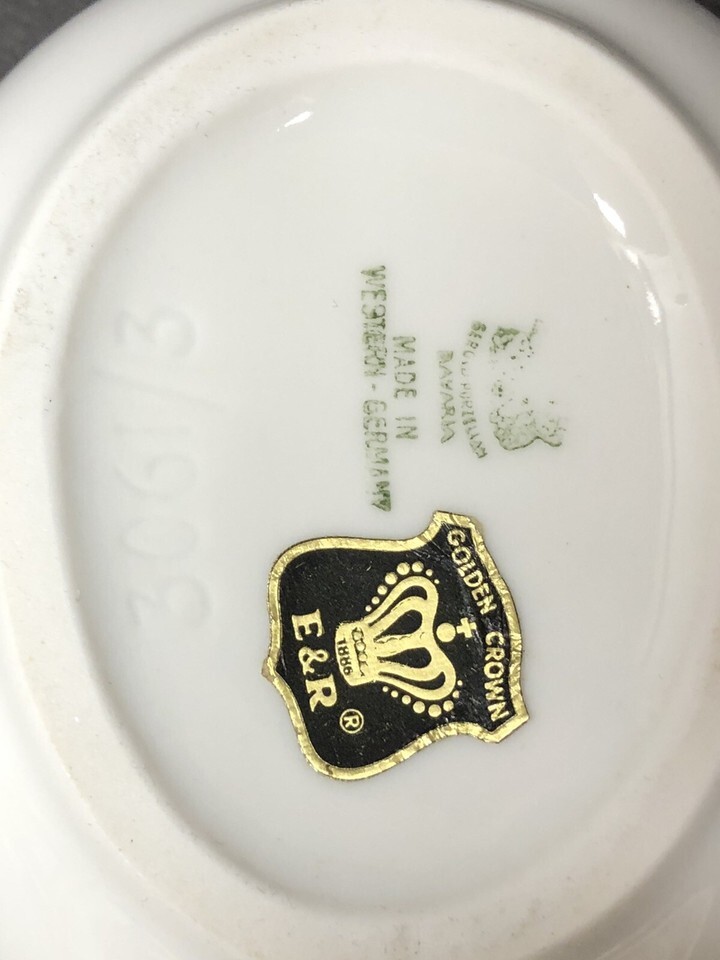 BAVARIA
MADE IN
WESTERN - GERMANY
GOLDEN CROWN
1886
E&R ®
3061/3